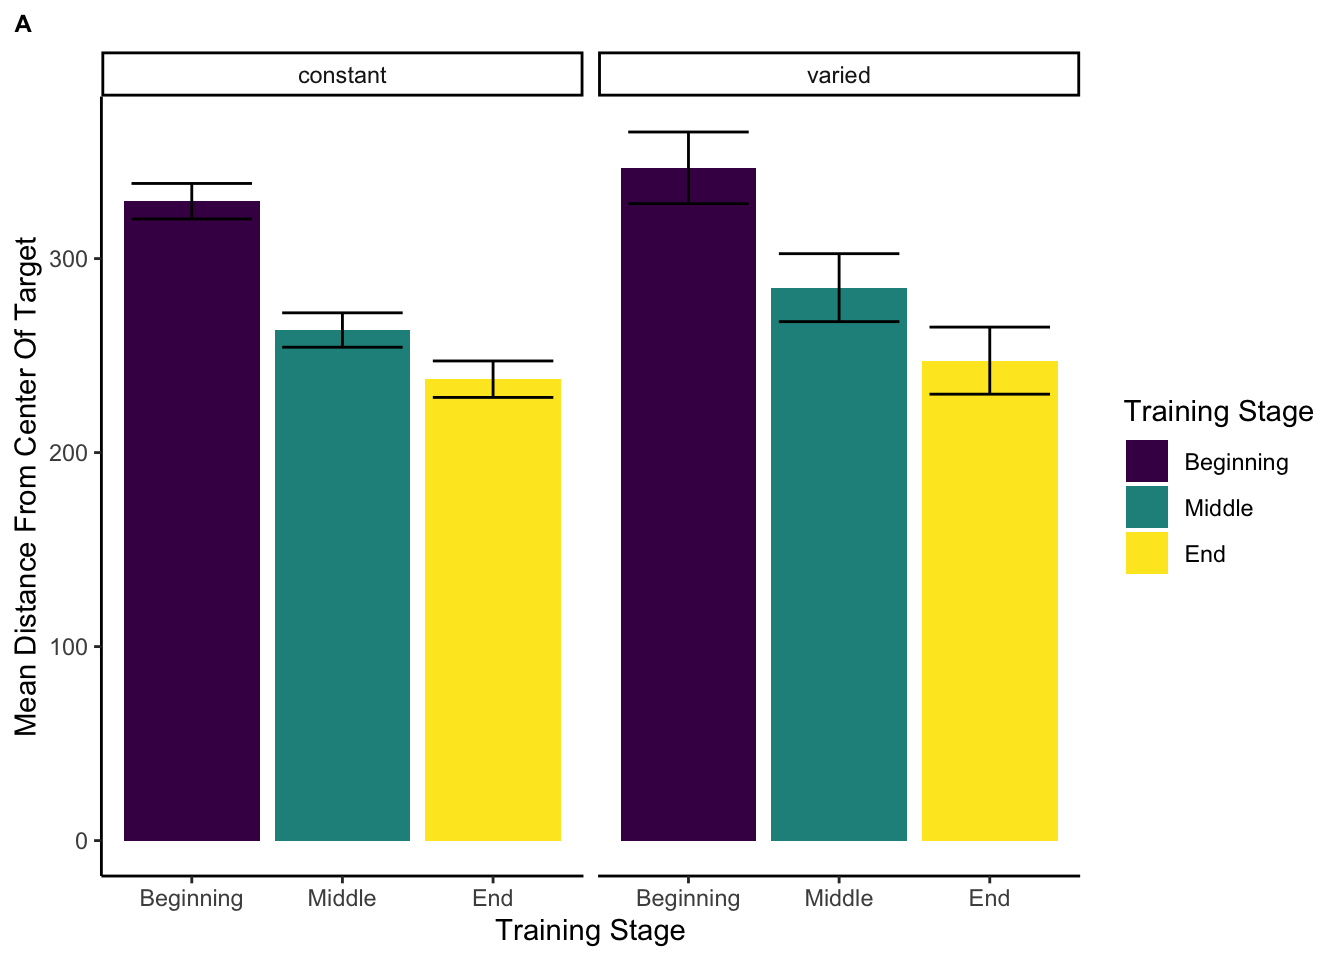 A
constant
varied
Mean Distance From Center Of Target
300
200
100
0
Beginning
Middle
End
Beginning
Middle
End
Training Stage
Training Stage
Beginning
Middle
End